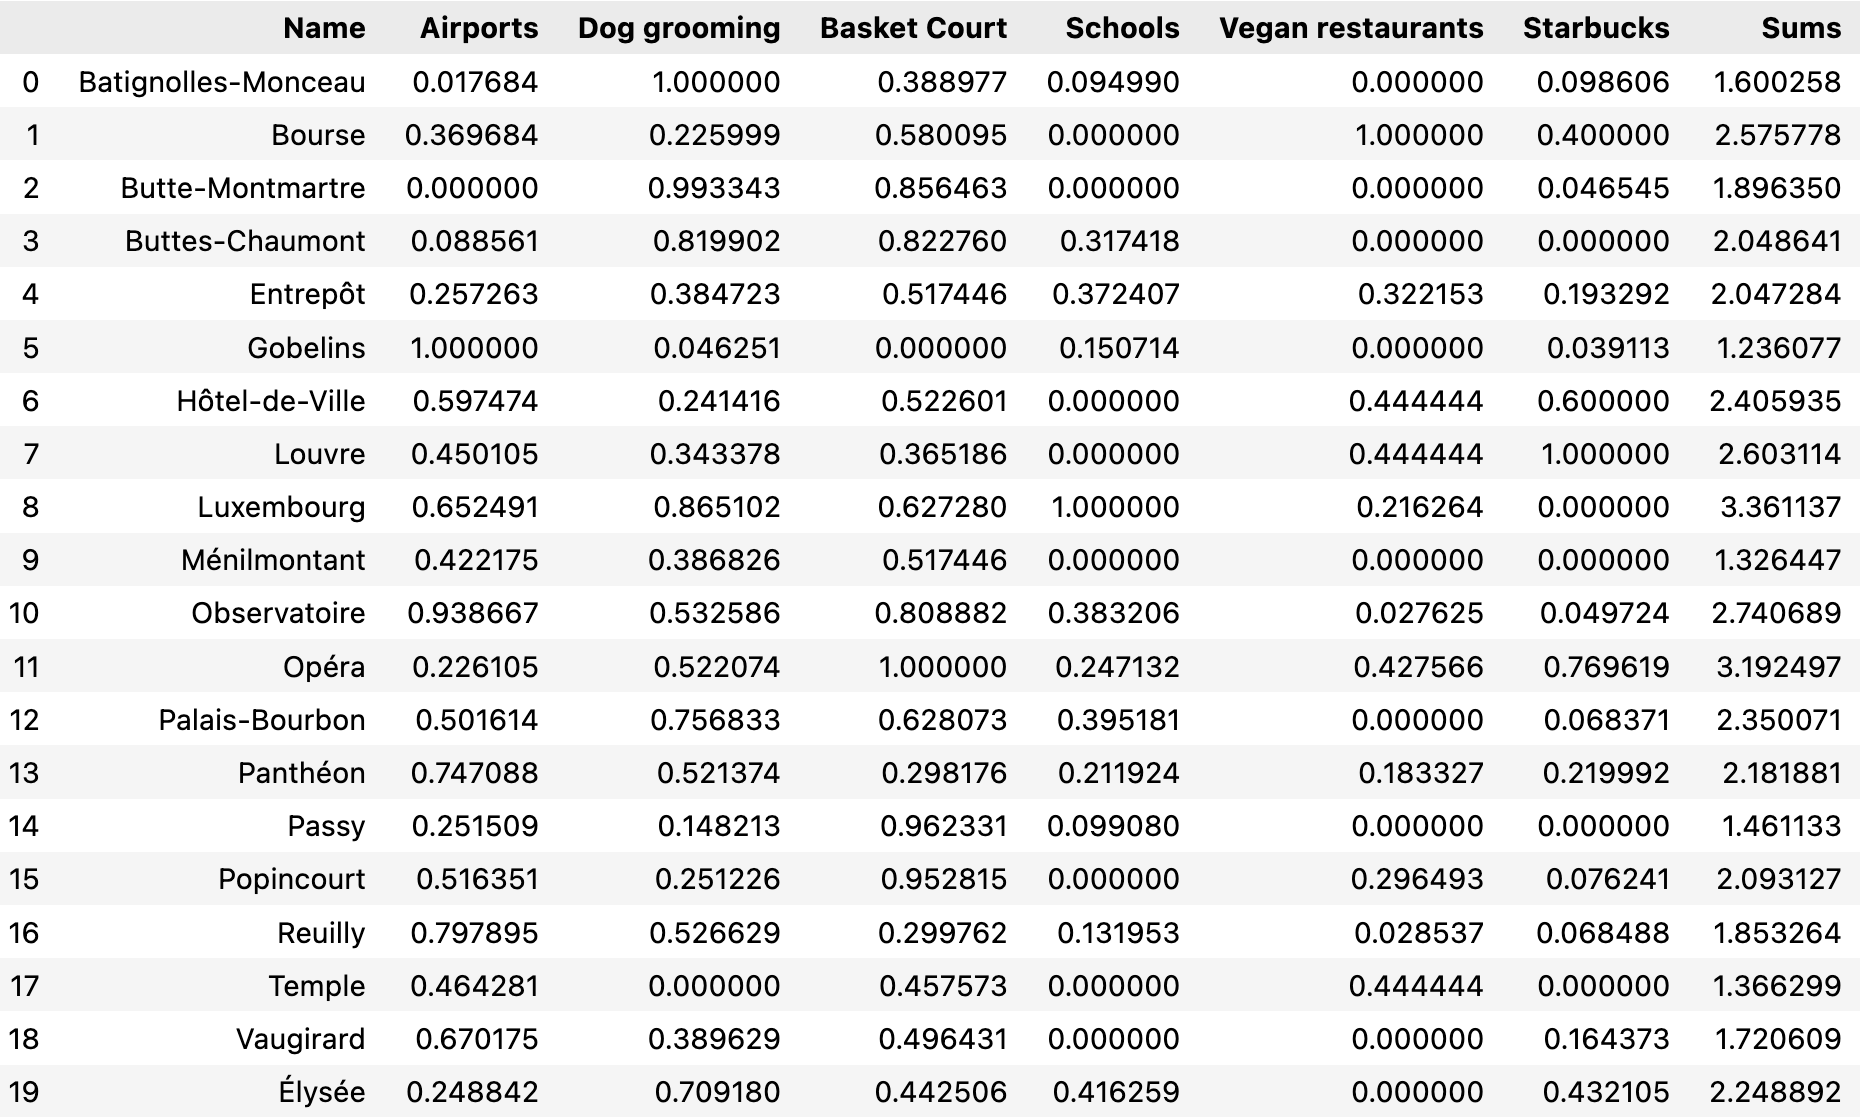 Name Airports Dog grooming Basket Court Schools Vegan restaurants Starbucks Sums
0 Batignolles-Monceau 0.017684 1.000000 0.388977 0.094990 0.000000 0.098606 1.600258
1 Bourse 0.369684 0.225999 0.580095 0.000000 1.000000 0.400000 2.575778
2 Butte-Montmartre 0.000000 0.993343 0.856463 0.000000 0.000000 0.046545 1.896350
3 Buttes-Chaumont 0.088561 0.819902 0.822760 0.317418 0.000000 0.000000 2.048641
4 Entrepôt 0.257263 0.384723 0.517446 0.372407 0.322153 0.193292 2.047284
5 Gobelins 1.000000 0.046251 0.000000 0.150714 0.000000 0.039113 1.236077
6 Hôtel-de-Ville 0.597474 0.241416 0.522601 0.000000 0.444444 0.600000 2.405935
7 Louvre 0.450105 0.343378 0.365186 0.000000 0.444444 1.000000 2.603114
8 Luxembourg 0.652491 0.865102 0.627280 1.000000 0.216264 0.000000 3.361137
9 Ménilmontant 0.422175 0.386826 0.517446 0.000000 0.000000 0.000000 1.326447
10 Observatoire 0.938667 0.532586 0.808882 0.383206 0.027625 0.049724 2.740689
11 Opéra 0.226105 0.522074 1.000000 0.247132 0.427566 0.769619 3.192497
12 Palais-Bourbon 0.501614 0.756833 0.628073 0.395181 0.000000 0.068371 2.350071
13 Panthéon 0.747088 0.521374 0.298176 0.211924 0.183327 0.219992 2.181881
14 Passy 0.251509 0.148213 0.962331 0.099080 0.000000 0.000000 1.461133
15 Popincourt 0.516351 0.251226 0.952815 0.000000 0.296493 0.076241 2.093127
16 Reuilly 0.797895 0.526629 0.299762 0.131953 0.028537 0.068488 1.853264
17 Temple 0.464281 0.000000 0.457573 0.000000 0.444444 0.000000 1.366299
18 Vaugirard 0.670175 0.389629 0.496431 0.000000 0.000000 0.164373 1.720609
19 Élysée 0.248842 0.709180 0.442506 0.416259 0.000000 0.432105 2.248892